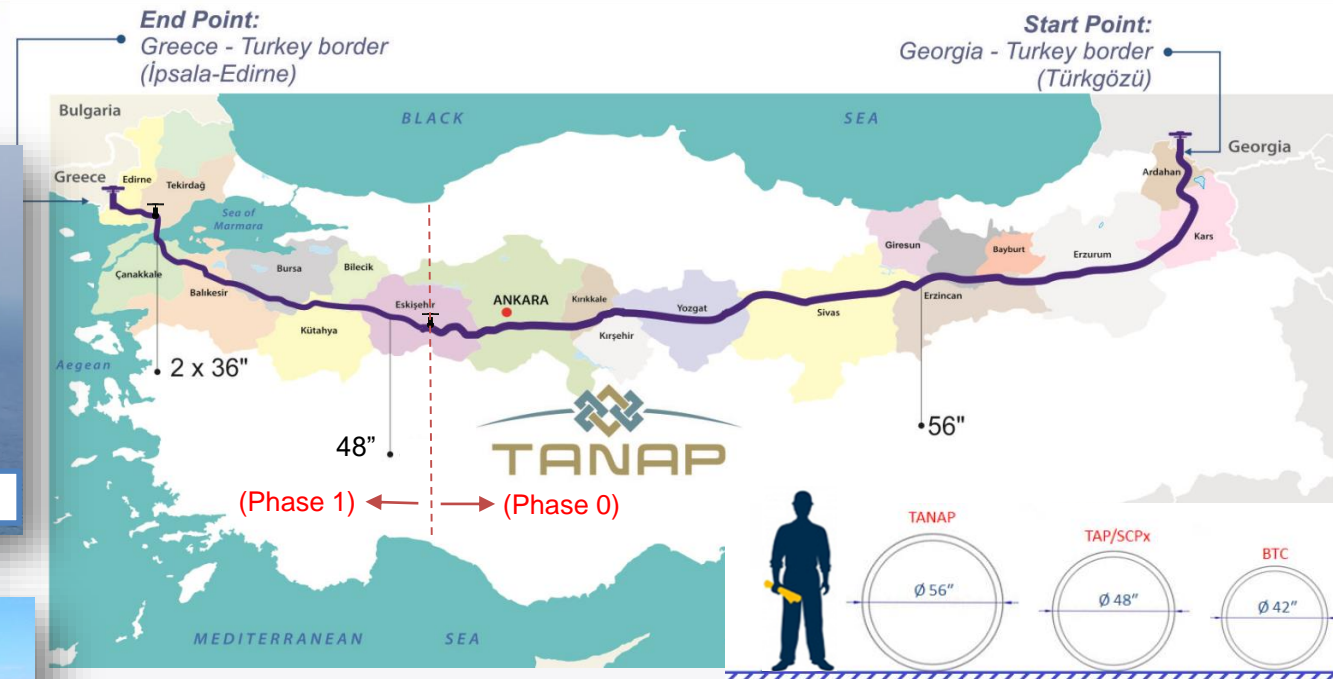 End Point:
Greece - Turkey border
(İpsala-Edirne)
Start Point:
Georgia - Turkey border
(Türkgözü)
Bulgaria
BLACK
SEA
Georgia
Greece
Edirne
Tekirdağ
Ardahan
Sea of
Marmara
Kars
Giresun
Bayburt
Erzurum
Çanakkale
Bursa
Bilecik
Balıkesir
Eskişehir
ANKARA
Kırıkkale
Yozgat
Sivas
Erzincan
Kütahya
Kırşehir
Aegean
2 x 36"
48”
56"
TANAP
(Phase 1)
(Phase 0)
TANAP
TAP/SCPx
BTC
Ø 56”
Ø 48”
Ø 42”
MEDITERRANEAN
SEA